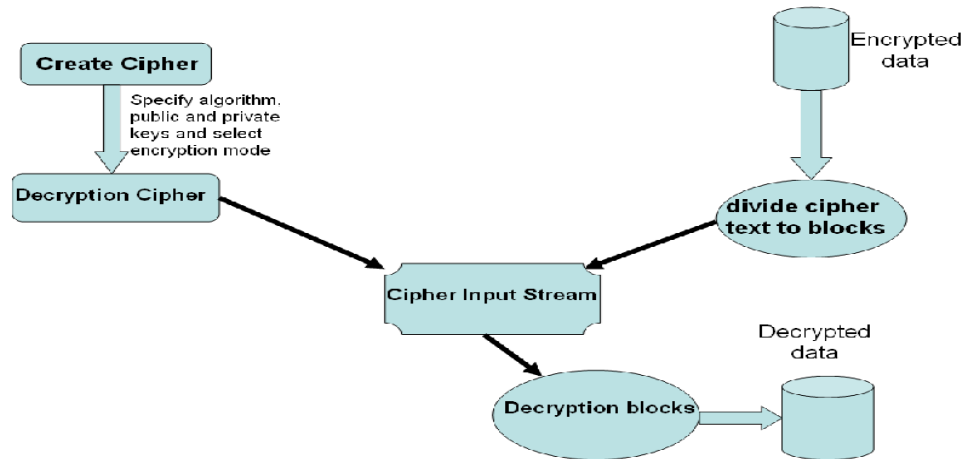 Create Cipher
Specify algorithm,
public and private
keys and select
encryption mode
Decryption Cipher
Encrypted
data
divide cipher
text to blocks
Cipher Input Stream
Decryption blocks
Decrypted
data